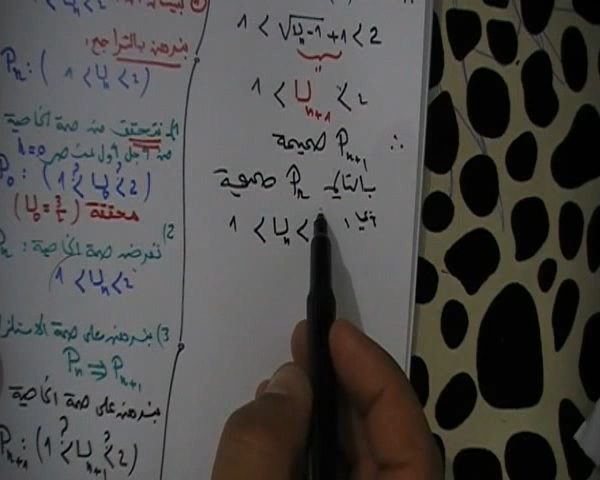 نبرهن بالتراجع:
Pₙ : (1 < Uₙ < 2)
1) نتحقق من صحة الخاصية
من أجل أول عنصر n=0
P₀ : (1 <? U₀ <? 2)
محققة (U₀ = 3/2)
2)
نفرض صحة الخاصية : Pₙ
1 < Uₙ < 2
3) نبرهن على صحة
Pₙ ⇒ Pₙ₊₁
نبرهن على صحة الخاصية
Pₙ₊₁ : (1 <? Uₙ₊₁ <? 2)
1 < √(Uₙ-1) + 1 < 2
1 < Uₙ₊₁ < 2
∴ Pₙ₊₁ صحيحة
بالتالي Pₙ صحيحة
1 < Uₙ <